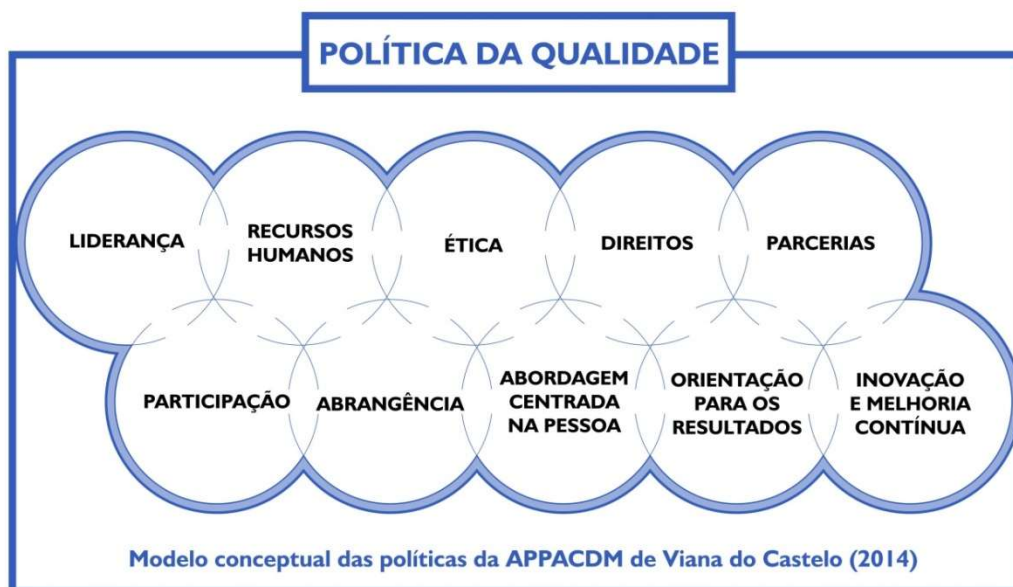 POLÍTICA DA QUALIDADE
LIDERANÇA
RECURSOS
HUMANOS
ÉTICA
DIREITOS
PARCERIAS
PARTICIPAÇÃO
ABRANGÊNCIA
ABORDAGEM
CENTRADA
NA PESSOA
ORIENTAÇÃO
PARA OS
RESULTADOS
INOVAÇÃO
E MELHORIA
CONTÍNUA
Modelo conceptual das políticas da APPACDM de Viana do Castelo (2014)